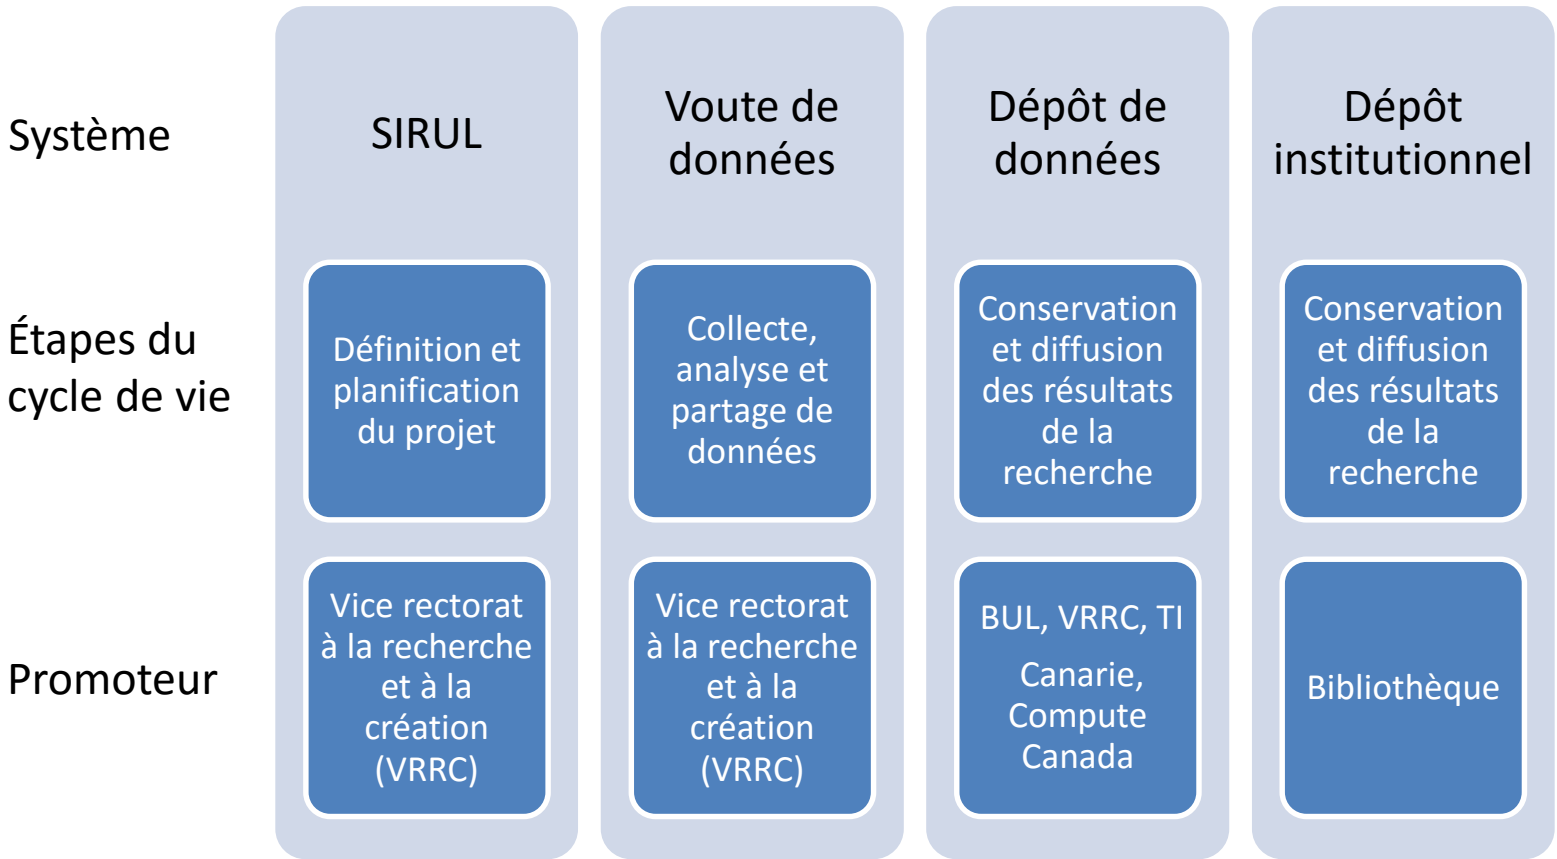 Système
SIRUL
Voute de
données
Dépôt de
données
Dépôt
institutionnel
Étapes du
cycle de vie
Définition et
planification
du projet
Collecte,
analyse et
partage de
données
Conservation
et diffusion
des résultats
de la
recherche
Conservation
et diffusion
des résultats
de la
recherche
Promoteur
Vice rectorat
à la recherche
et à la
création
(VRRC)
Vice rectorat
à la recherche
et à la
création
(VRRC)
BUL, VRRC, TI
Canarie,
Compute
Canada
Bibliothèque